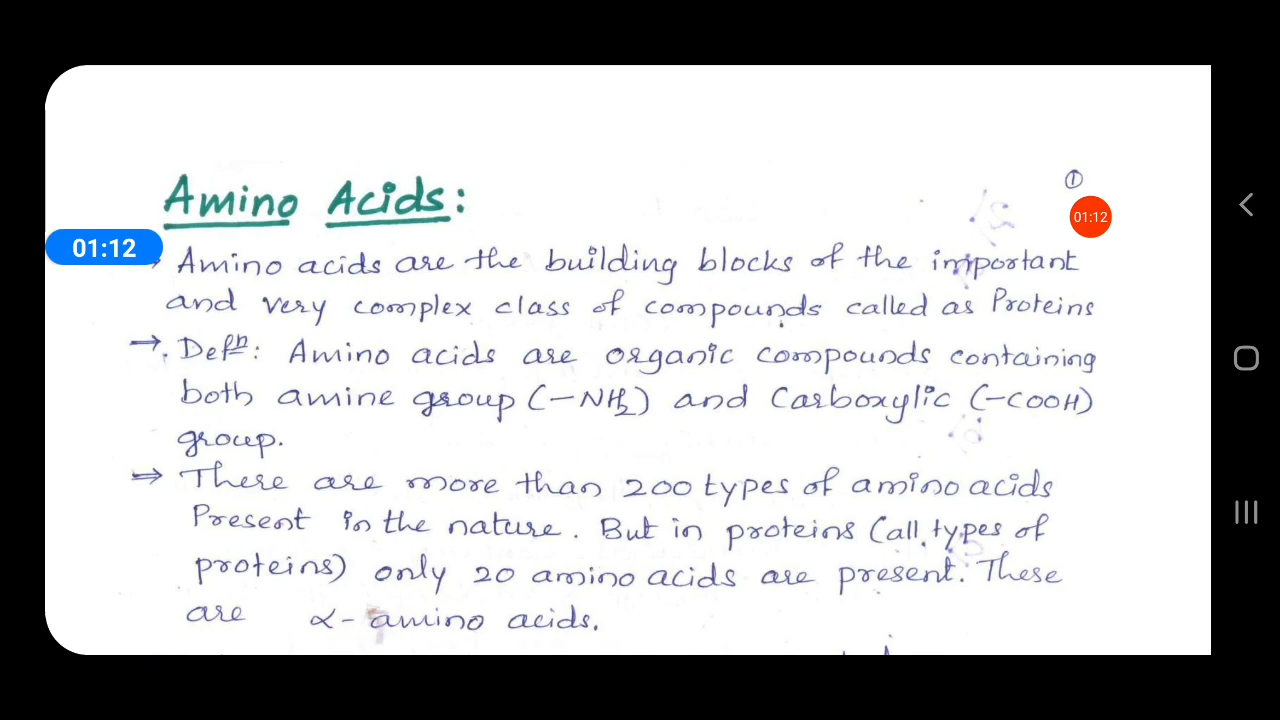 ①
Amino Acids:
01:12
01:12
→ Amino acids are the building blocks of the important
and very complex class of compounds called as Proteins
→ Defⁿ: Amino acids are organic compounds containing
both amine group (-NH₂) and Carboxylic (-COOH)
group.
⇒ There are more than 200 types of amino acids
Present in the nature. But in proteins (all types of
proteins) only 20 amino acids are present. These
are α- amino acids.